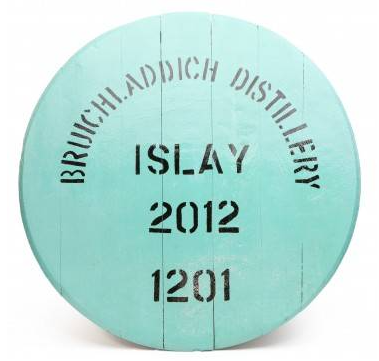 BRUICHLADDICH DISTILLERY
ISLAY
2012
1201